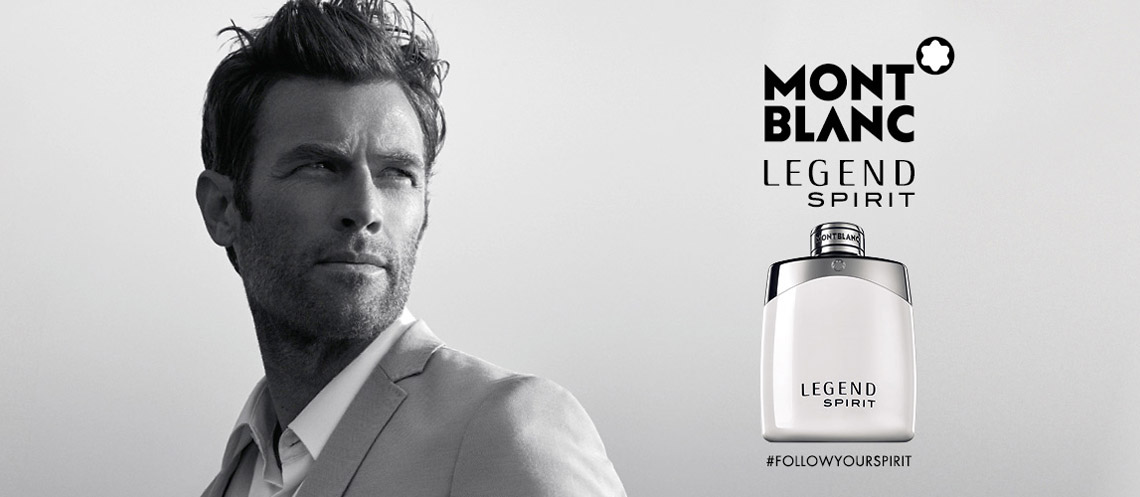 MONT
BLANC
LEGEND
SPIRIT
MONTBLANC
LEGEND
SPIRIT
#FOLLOWYOURSPIRIT